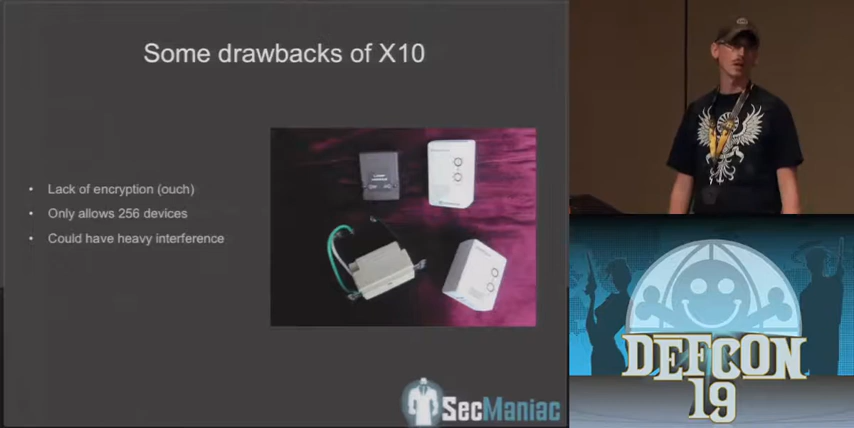 Some drawbacks of X10
• Lack of encryption (ouch)
• Only allows 256 devices
• Could have heavy interference
SecManiac
DEFCON
19